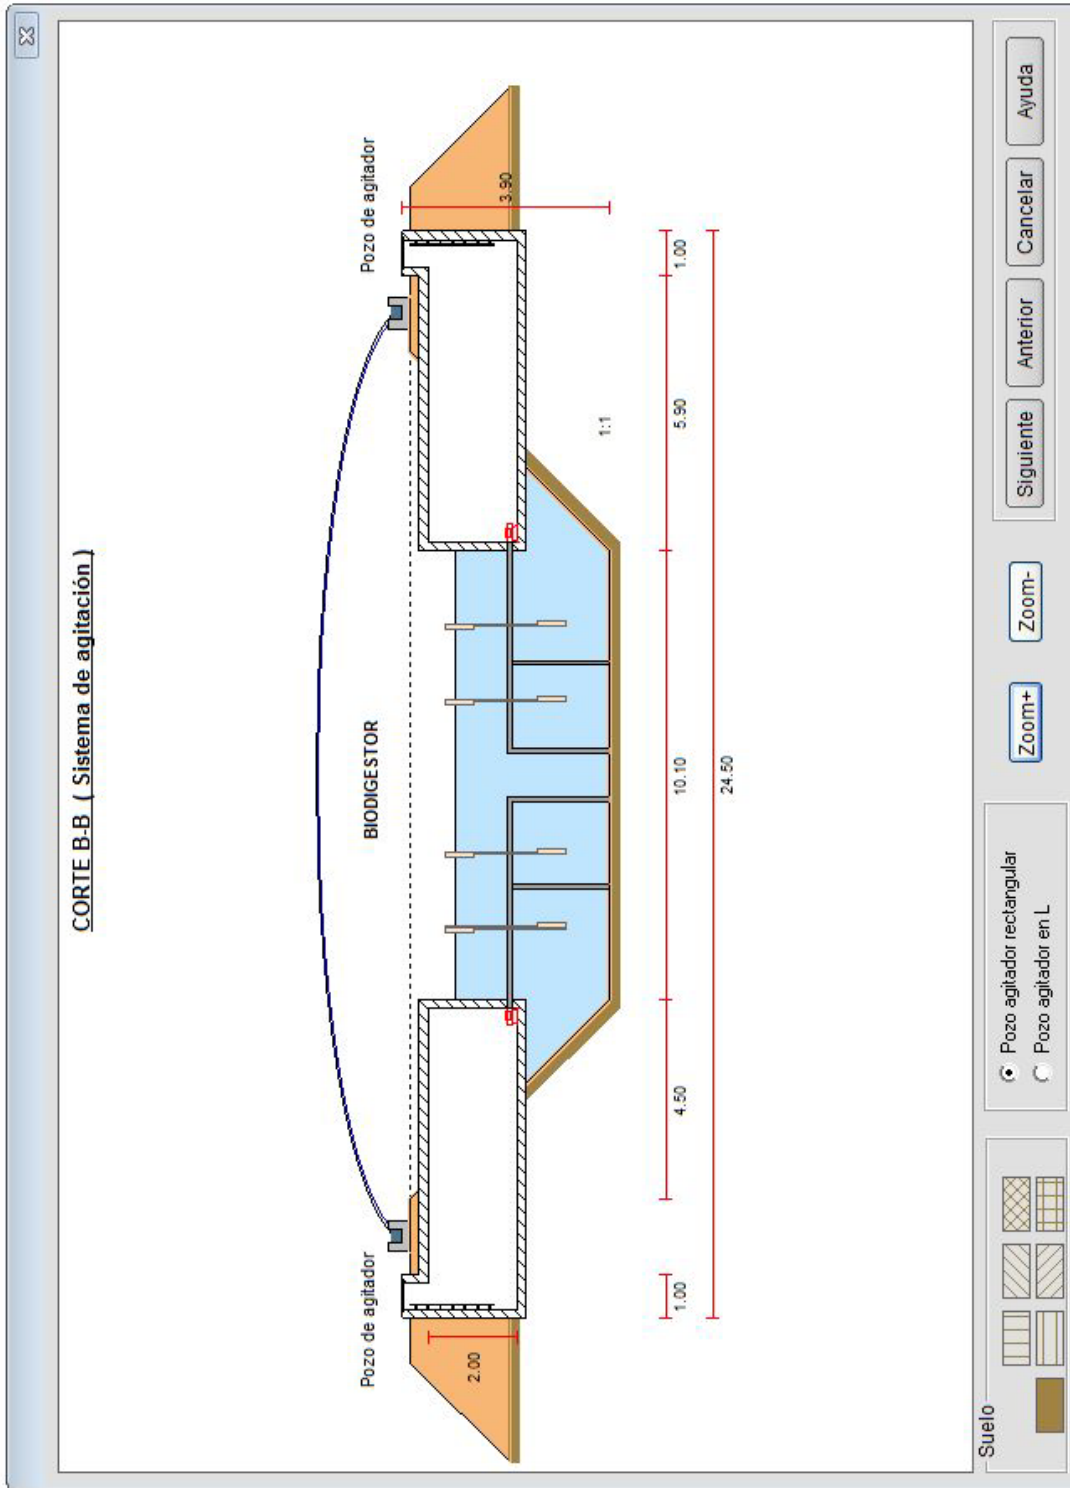 CORTE B-B ( Sistema de agitación )
Pozo de agitador
Pozo de agitador
BIODIGESTOR
2.00
3.90
1:1
1.00
4.50
10.10
5.90
1.00
24.50
Suelo
Pozo agitador rectangular
Pozo agitador en L
Zoom+
Zoom-
Siguiente
Anterior
Cancelar
Ayuda